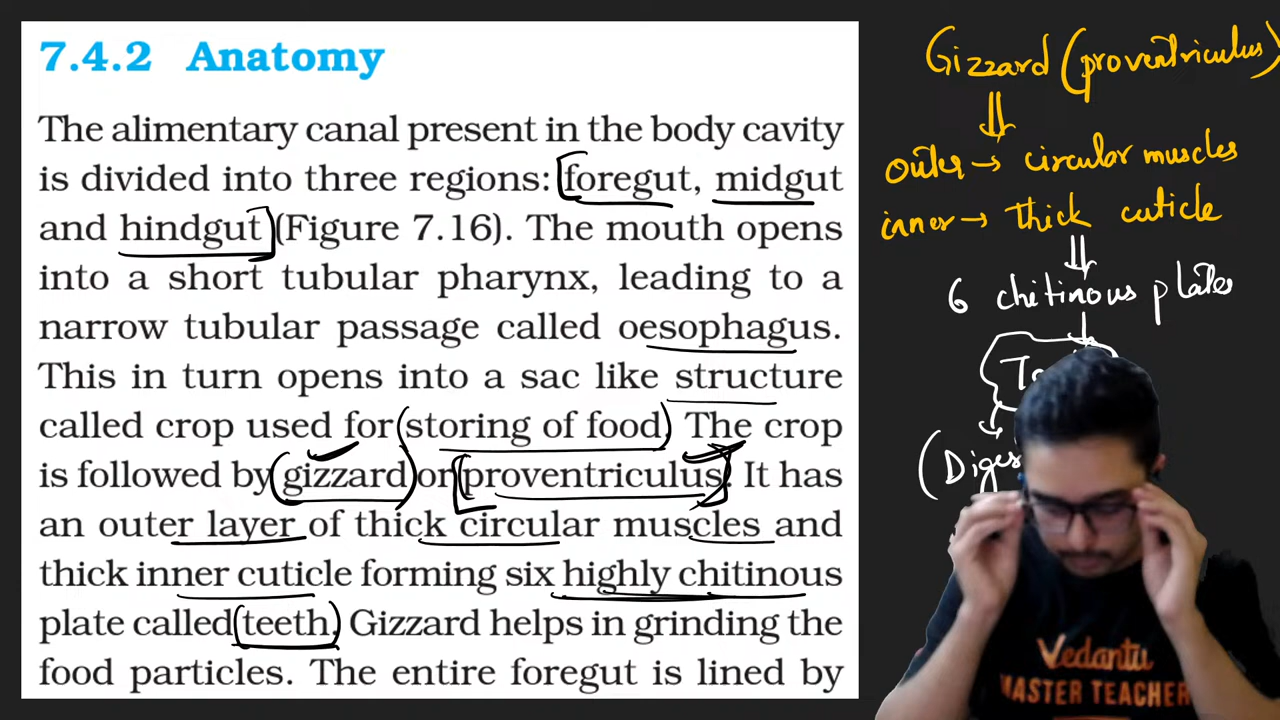 7.4.2 Anatomy
The alimentary canal present in the body cavity
is divided into three regions: foregut, midgut
and hindgut (Figure 7.16). The mouth opens
into a short tubular pharynx, leading to a
narrow tubular passage called oesophagus.
This in turn opens into a sac like structure
called crop used for storing of food. The crop
is followed by gizzard or proventriculus. It has
an outer layer of thick circular muscles and
thick inner cuticle forming six highly chitinous
plate called teeth. Gizzard helps in grinding the
food particles. The entire foregut is lined by
Gizzard (proventriculus)
outer → circular muscles
inner → thick cuticle
6 chitinous plates
Vedantu
MASTER TEACHER